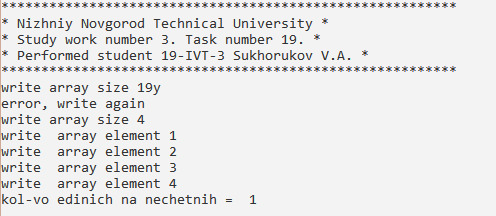 *********************************************************
* Nizhniy Novgorod Technical University *
* Study work number 3. Task number 19. *
* Performed student 19-IVT-3 Sukhorukov V.A. *
*********************************************************
write array size 19y
error, write again
write array size 4
write  array element 1
write  array element 2
write  array element 3
write  array element 4
kol-vo edinich na nechetnih =  1